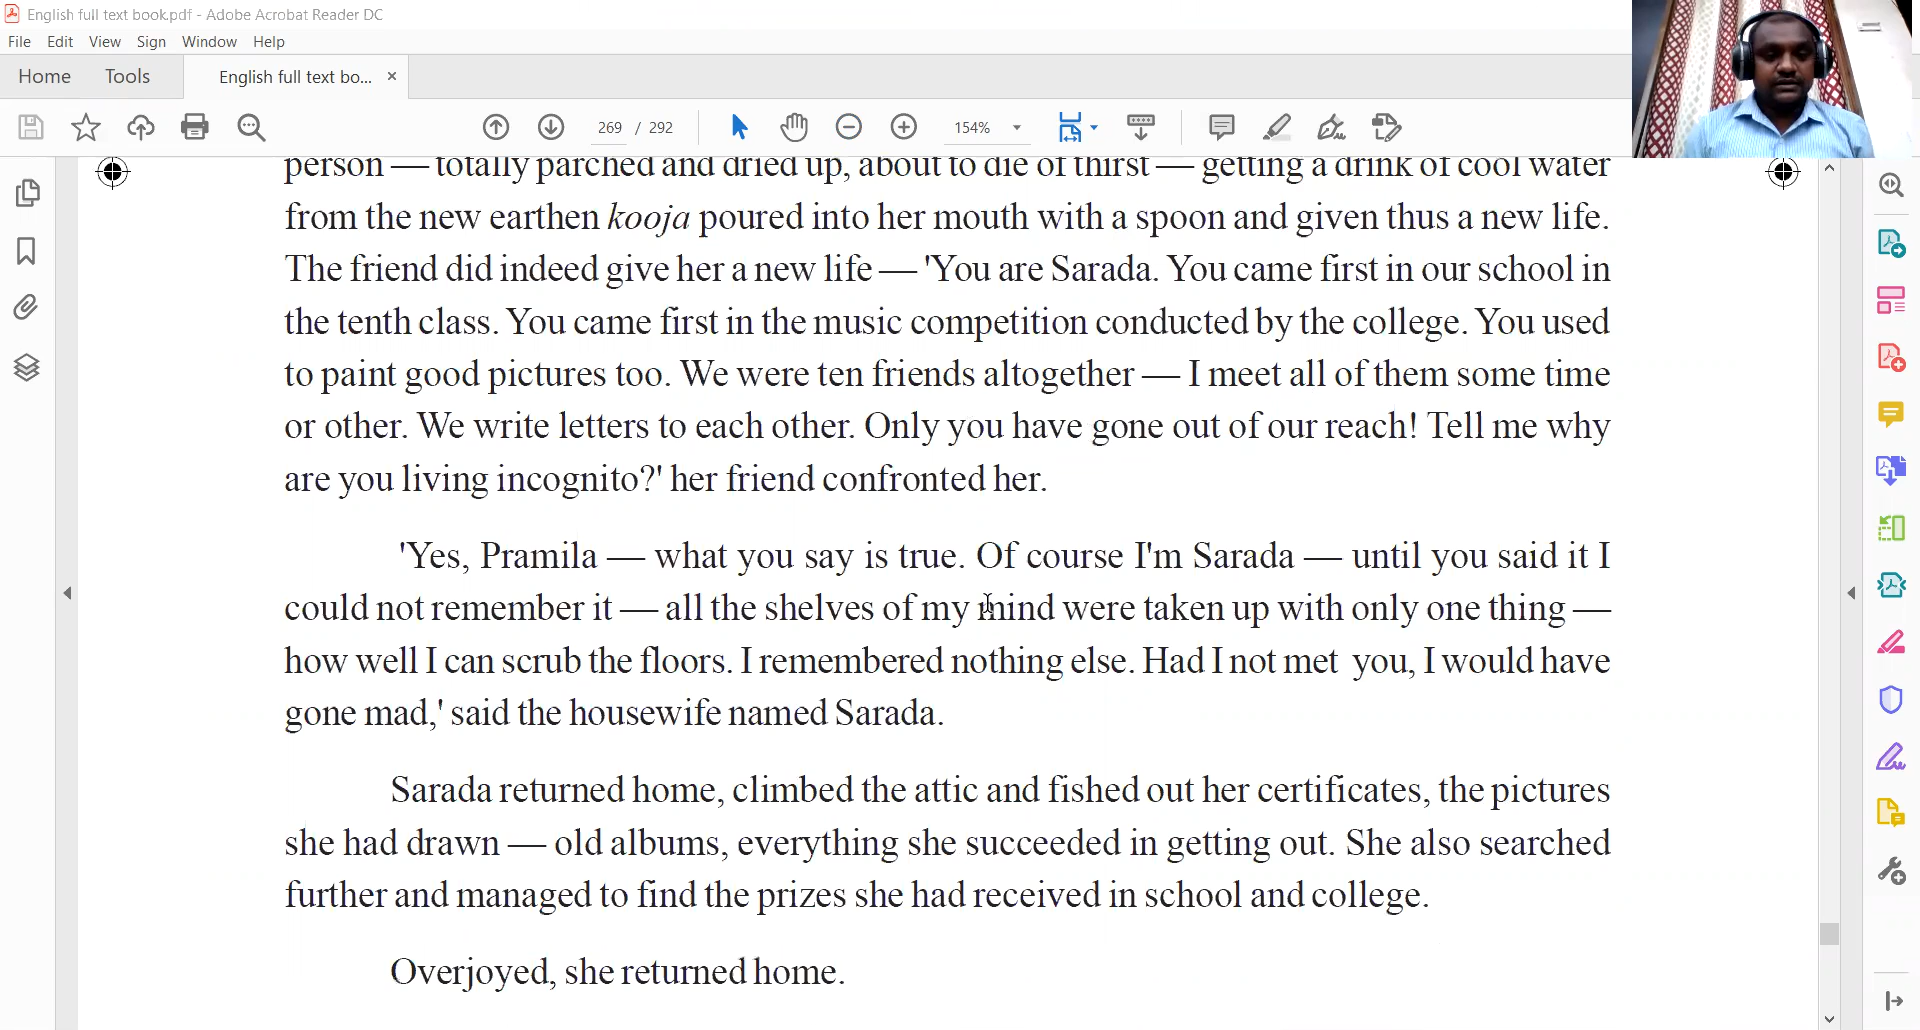 English full text book.pdf - Adobe Acrobat Reader DC
File Edit View Sign Window Help
Home Tools English full text bo... ×
269 / 292 154%
person — totally parched and dried up, about to die of thirst — getting a drink of cool water
from the new earthen kooja poured into her mouth with a spoon and given thus a new life.
The friend did indeed give her a new life — 'You are Sarada. You came first in our school in
the tenth class. You came first in the music competition conducted by the college. You used
to paint good pictures too. We were ten friends altogether — I meet all of them some time
or other. We write letters to each other. Only you have gone out of our reach! Tell me why
are you living incognito?' her friend confronted her.
'Yes, Pramila — what you say is true. Of course I'm Sarada — until you said it I
could not remember it — all the shelves of my mind were taken up with only one thing —
how well I can scrub the floors. I remembered nothing else. Had I not met you, I would have
gone mad,' said the housewife named Sarada.
Sarada returned home, climbed the attic and fished out her certificates, the pictures
she had drawn — old albums, everything she succeeded in getting out. She also searched
further and managed to find the prizes she had received in school and college.
Overjoyed, she returned home.